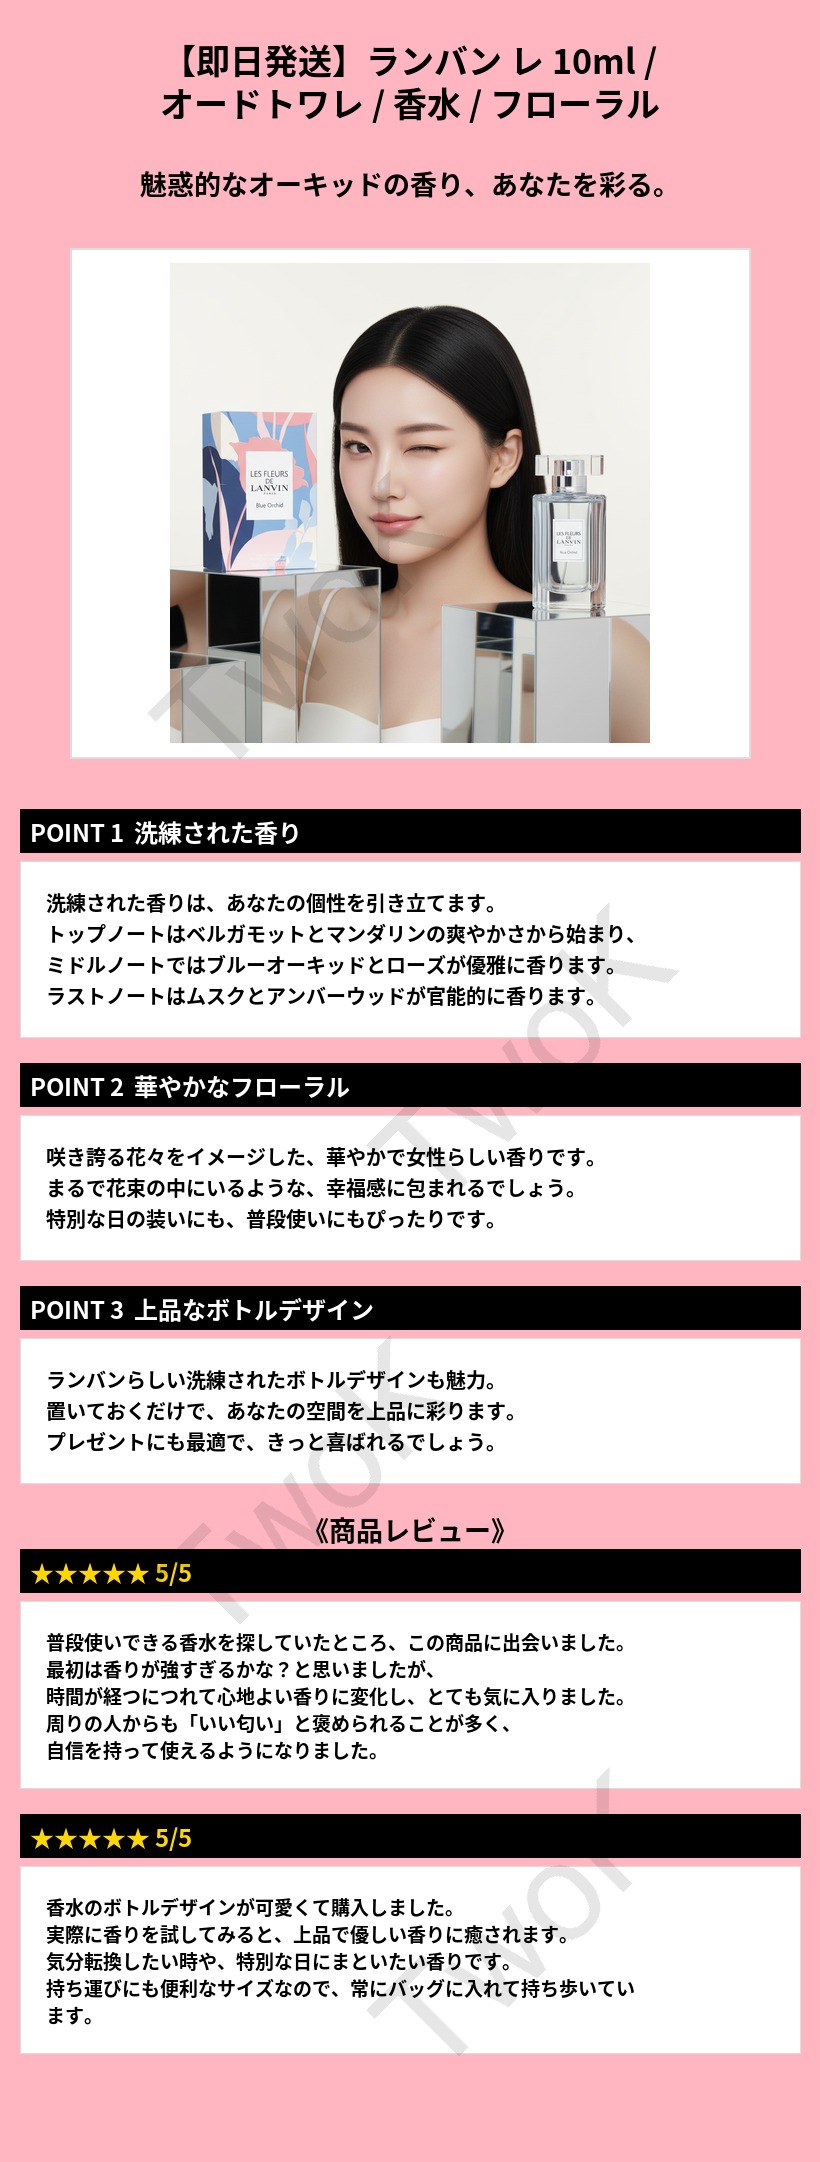 【即日発送】ランバン レ 10ml /
オードトワレ / 香水 / フローラル
魅惑的なオーキッドの香り、あなたを彩る。
LES FLEURS
DE
LANVIN
PARIS
Blue Orchid
LES FLEURS
DE
LANVIN
Blue Orchid
TwoK
POINT 1 洗練された香り
洗練された香りは、あなたの個性を引き立てます。
トップノートはベルガモットとマンダリンの爽やかさから始まり、
ミドルノートではブルーオーキッドとローズが優雅に香ります。
ラストノートはムスクとアンバーウッドが官能的に香ります。
TwoK
POINT 2 華やかなフローラル
咲き誇る花々をイメージした、華やかで女性らしい香りです。
まるで花束の中にいるような、幸福感に包まれるでしょう。
特別な日の装いにも、普段使いにもぴったりです。
POINT 3 上品なボトルデザイン
ランバンらしい洗練されたボトルデザインも魅力。
置いておくだけで、あなたの空間を上品に彩ります。
プレゼントにも最適で、きっと喜ばれるでしょう。
TwoK
《商品レビュー》
★★★★★ 5/5
普段使いできる香水を探していたところ、この商品に出会いました。
最初は香りが強すぎるかな？と思いましたが、
時間が経つにつれて心地よい香りに変化し、とても気に入りました。
周りの人からも「いい匂い」と褒められることが多く、
自信を持って使えるようになりました。
★★★★★ 5/5
香水のボトルデザインが可愛くて購入しました。
実際に香りを試してみると、上品で優しい香りに癒されます。
気分転換したい時や、特別な日にまといたい香りです。
持ち運びにも便利なサイズなので、常にバッグに入れて持ち歩いてい
ます。
TwoK